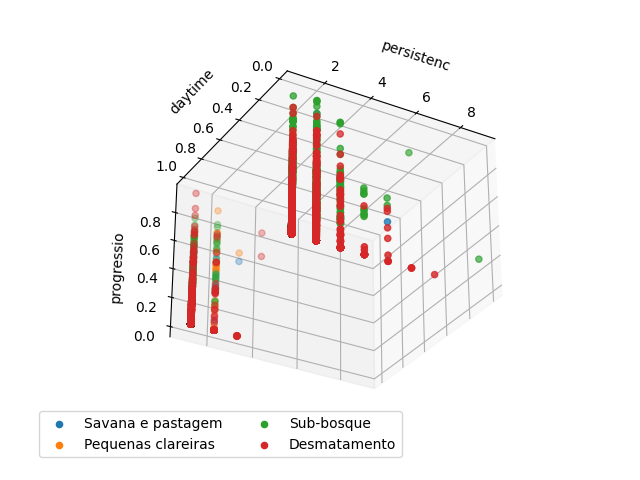 persistenc
daytime
0.0
0.2
0.4
0.6
0.8
1.0
2
4
6
8
progressio
0.8
0.6
0.4
0.2
0.0
Savana e pastagem
Pequenas clareiras
Sub-bosque
Desmatamento